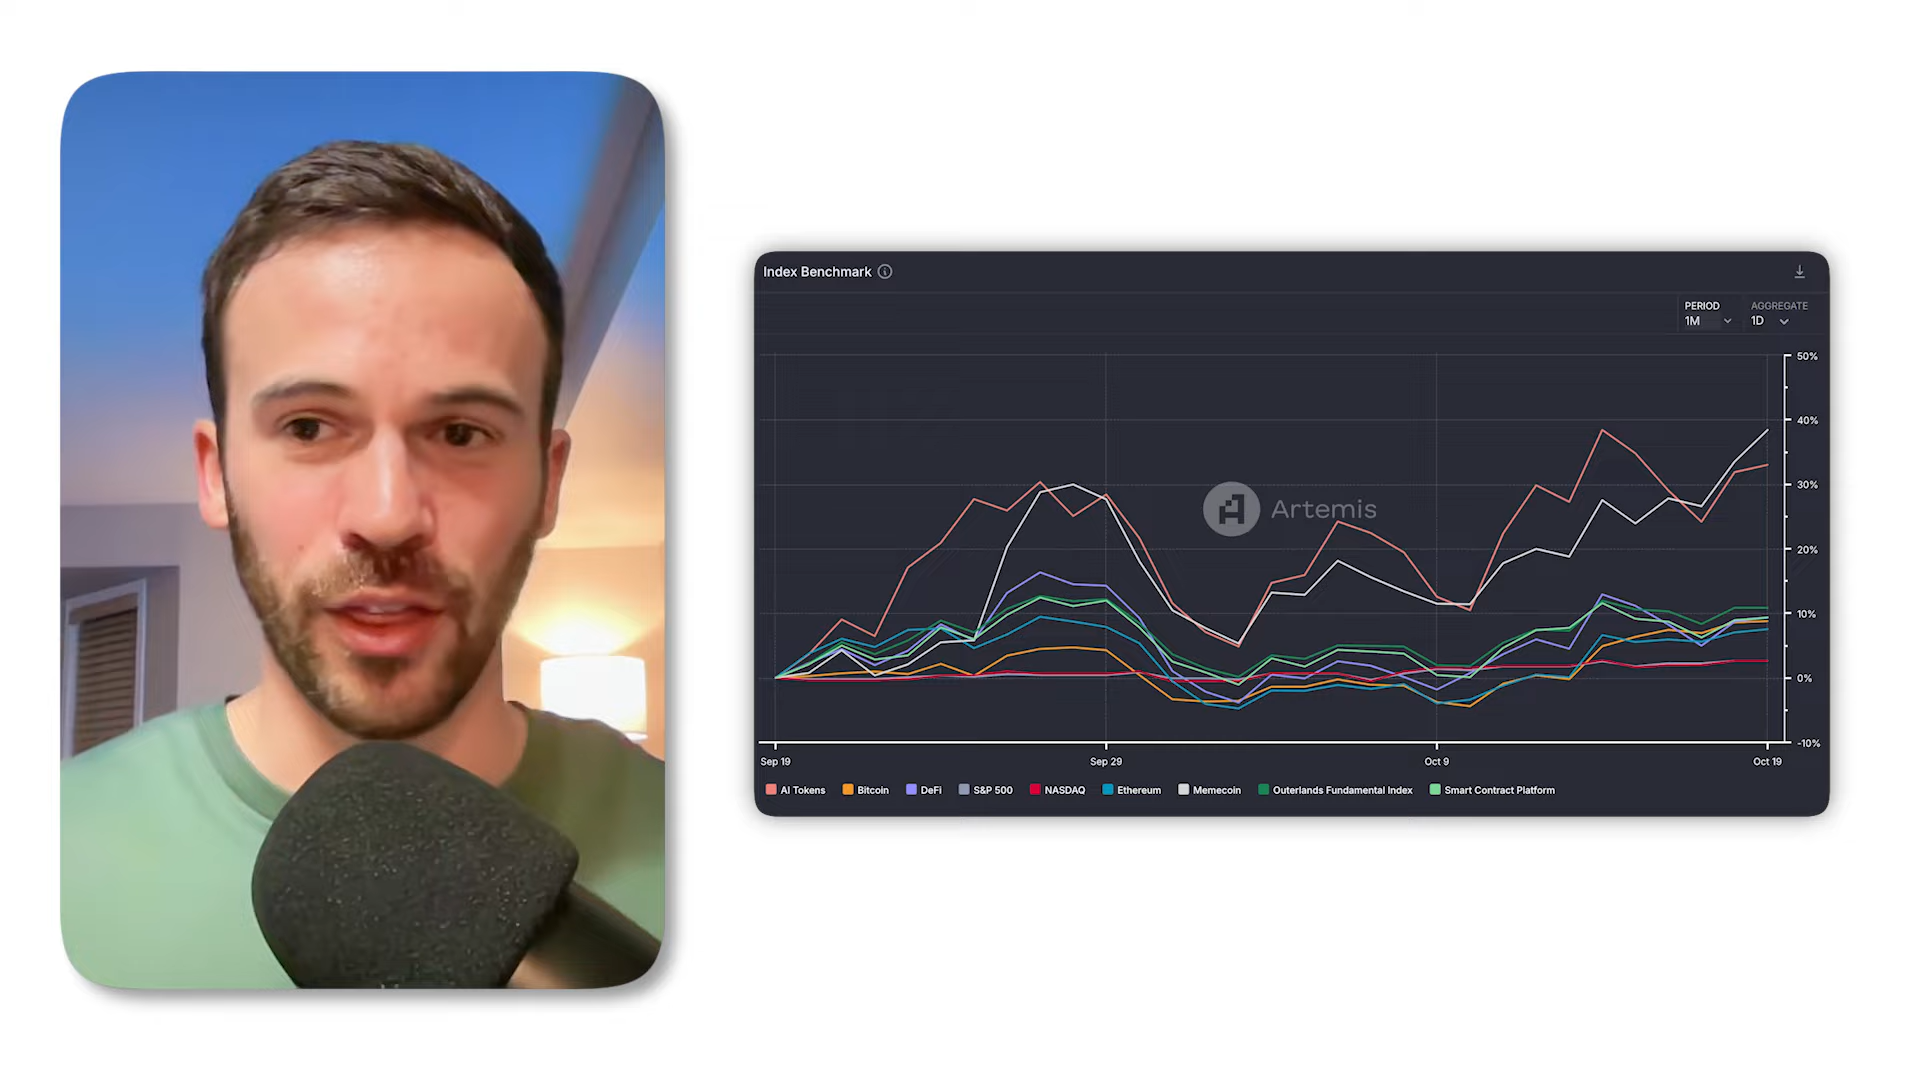 Index Benchmark
PERIOD AGGREGATE
1M 1D
50%
40%
30%
Artemis
20%
10%
0%
-10%
Sep 19 Sep 29 Oct 9 Oct 19
AI Tokens Bitcoin DeFi S&P 500 NASDAQ Ethereum Memecoin Outerlands Fundamental Index Smart Contract Platform